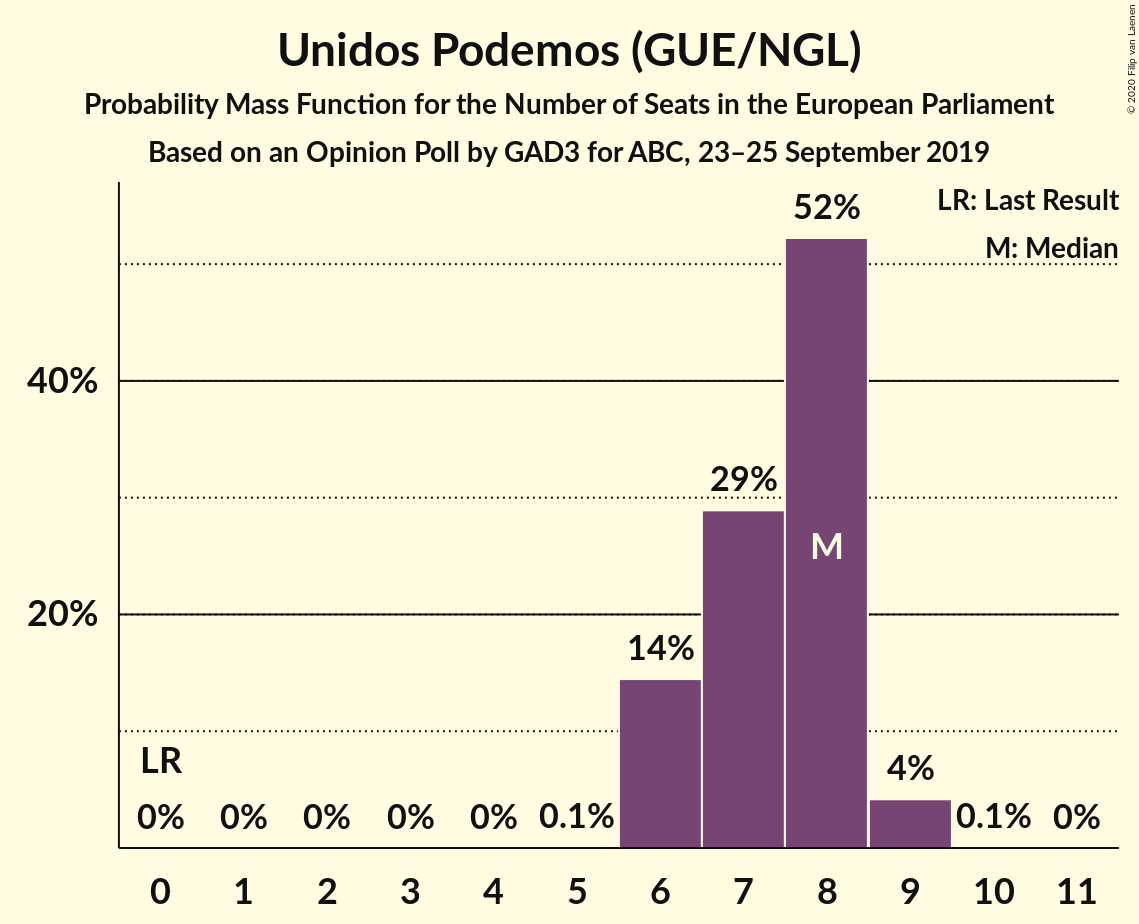 © 2020 Filip van Laenen
Unidos Podemos (GUE/NGL)
Probability Mass Function for the Number of Seats in the European Parliament
Based on an Opinion Poll by GAD3 for ABC, 23–25 September 2019
LR: Last Result
M: Median
52%
40%
29%
M
20%
14%
LR
4%
0% 0% 0% 0% 0% 0.1% 0.1% 0%
0 1 2 3 4 5 6 7 8 9 10 11